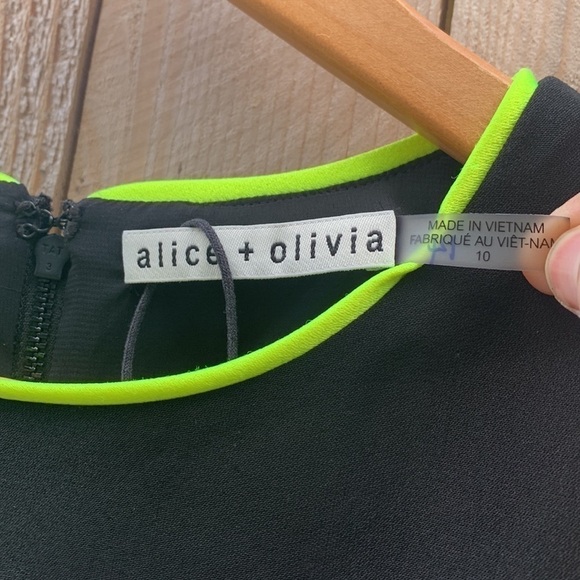 alice + olivia
MADE IN VIETNAM
FABRIQUÉ AU VIÊT-NAM
10